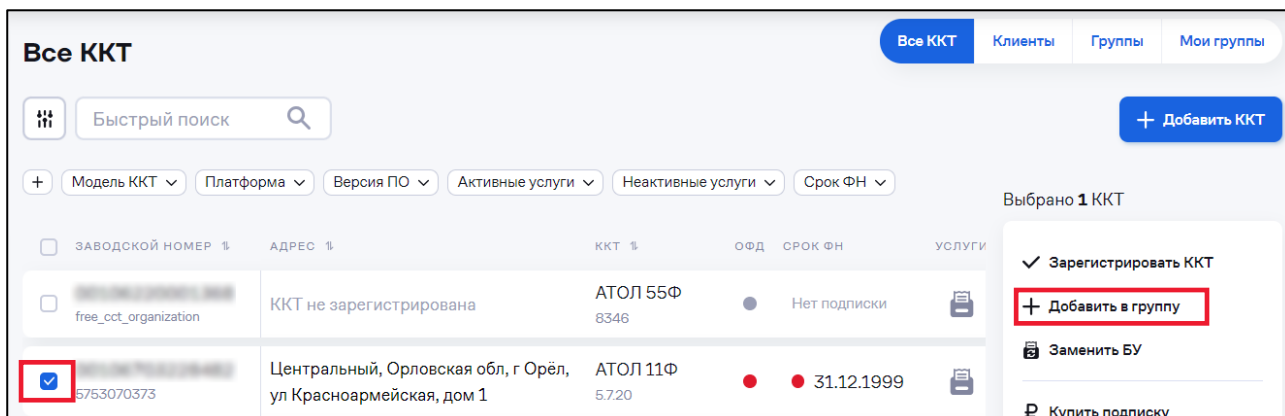 Все ККТ
Все ККТ Клиенты Группы Мои группы
Быстрый поиск
+ Добавить ККТ
+ Модель ККТ Платформа Версия ПО Активные услуги Неактивные услуги Срок ФН
Выбрано 1 ККТ
ЗАВОДСКОЙ НОМЕР АДРЕС ККТ ОФД СРОК ФН УСЛУГИ
Зарегистрировать ККТ
ККТ не зарегистрирована
АТОЛ 55Ф
8346
Нет подписки
free_cct_organization
+ Добавить в группу
Заменить БУ
Центральный, Орловская обл, г Орёл,
ул Красноармейская, дом 1
АТОЛ 11Ф
5.7.20
31.12.1999
5753070373
Купить подписку